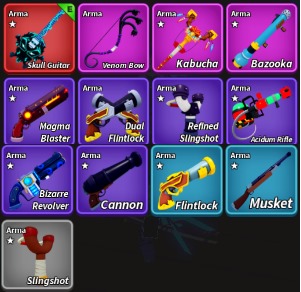 Arma
E
Skull Guitar
Arma
Venom Bow
Arma
Kabucha
Arma
Bazooka
Arma
Magma
Blaster
Arma
Dual
Flintlock
Arma
Refined
Slingshot
Arma
Acidum Rifle
Arma
Bizarre
Revolver
Arma
Cannon
Arma
Flintlock
Arma
Musket
Arma
Slingshot